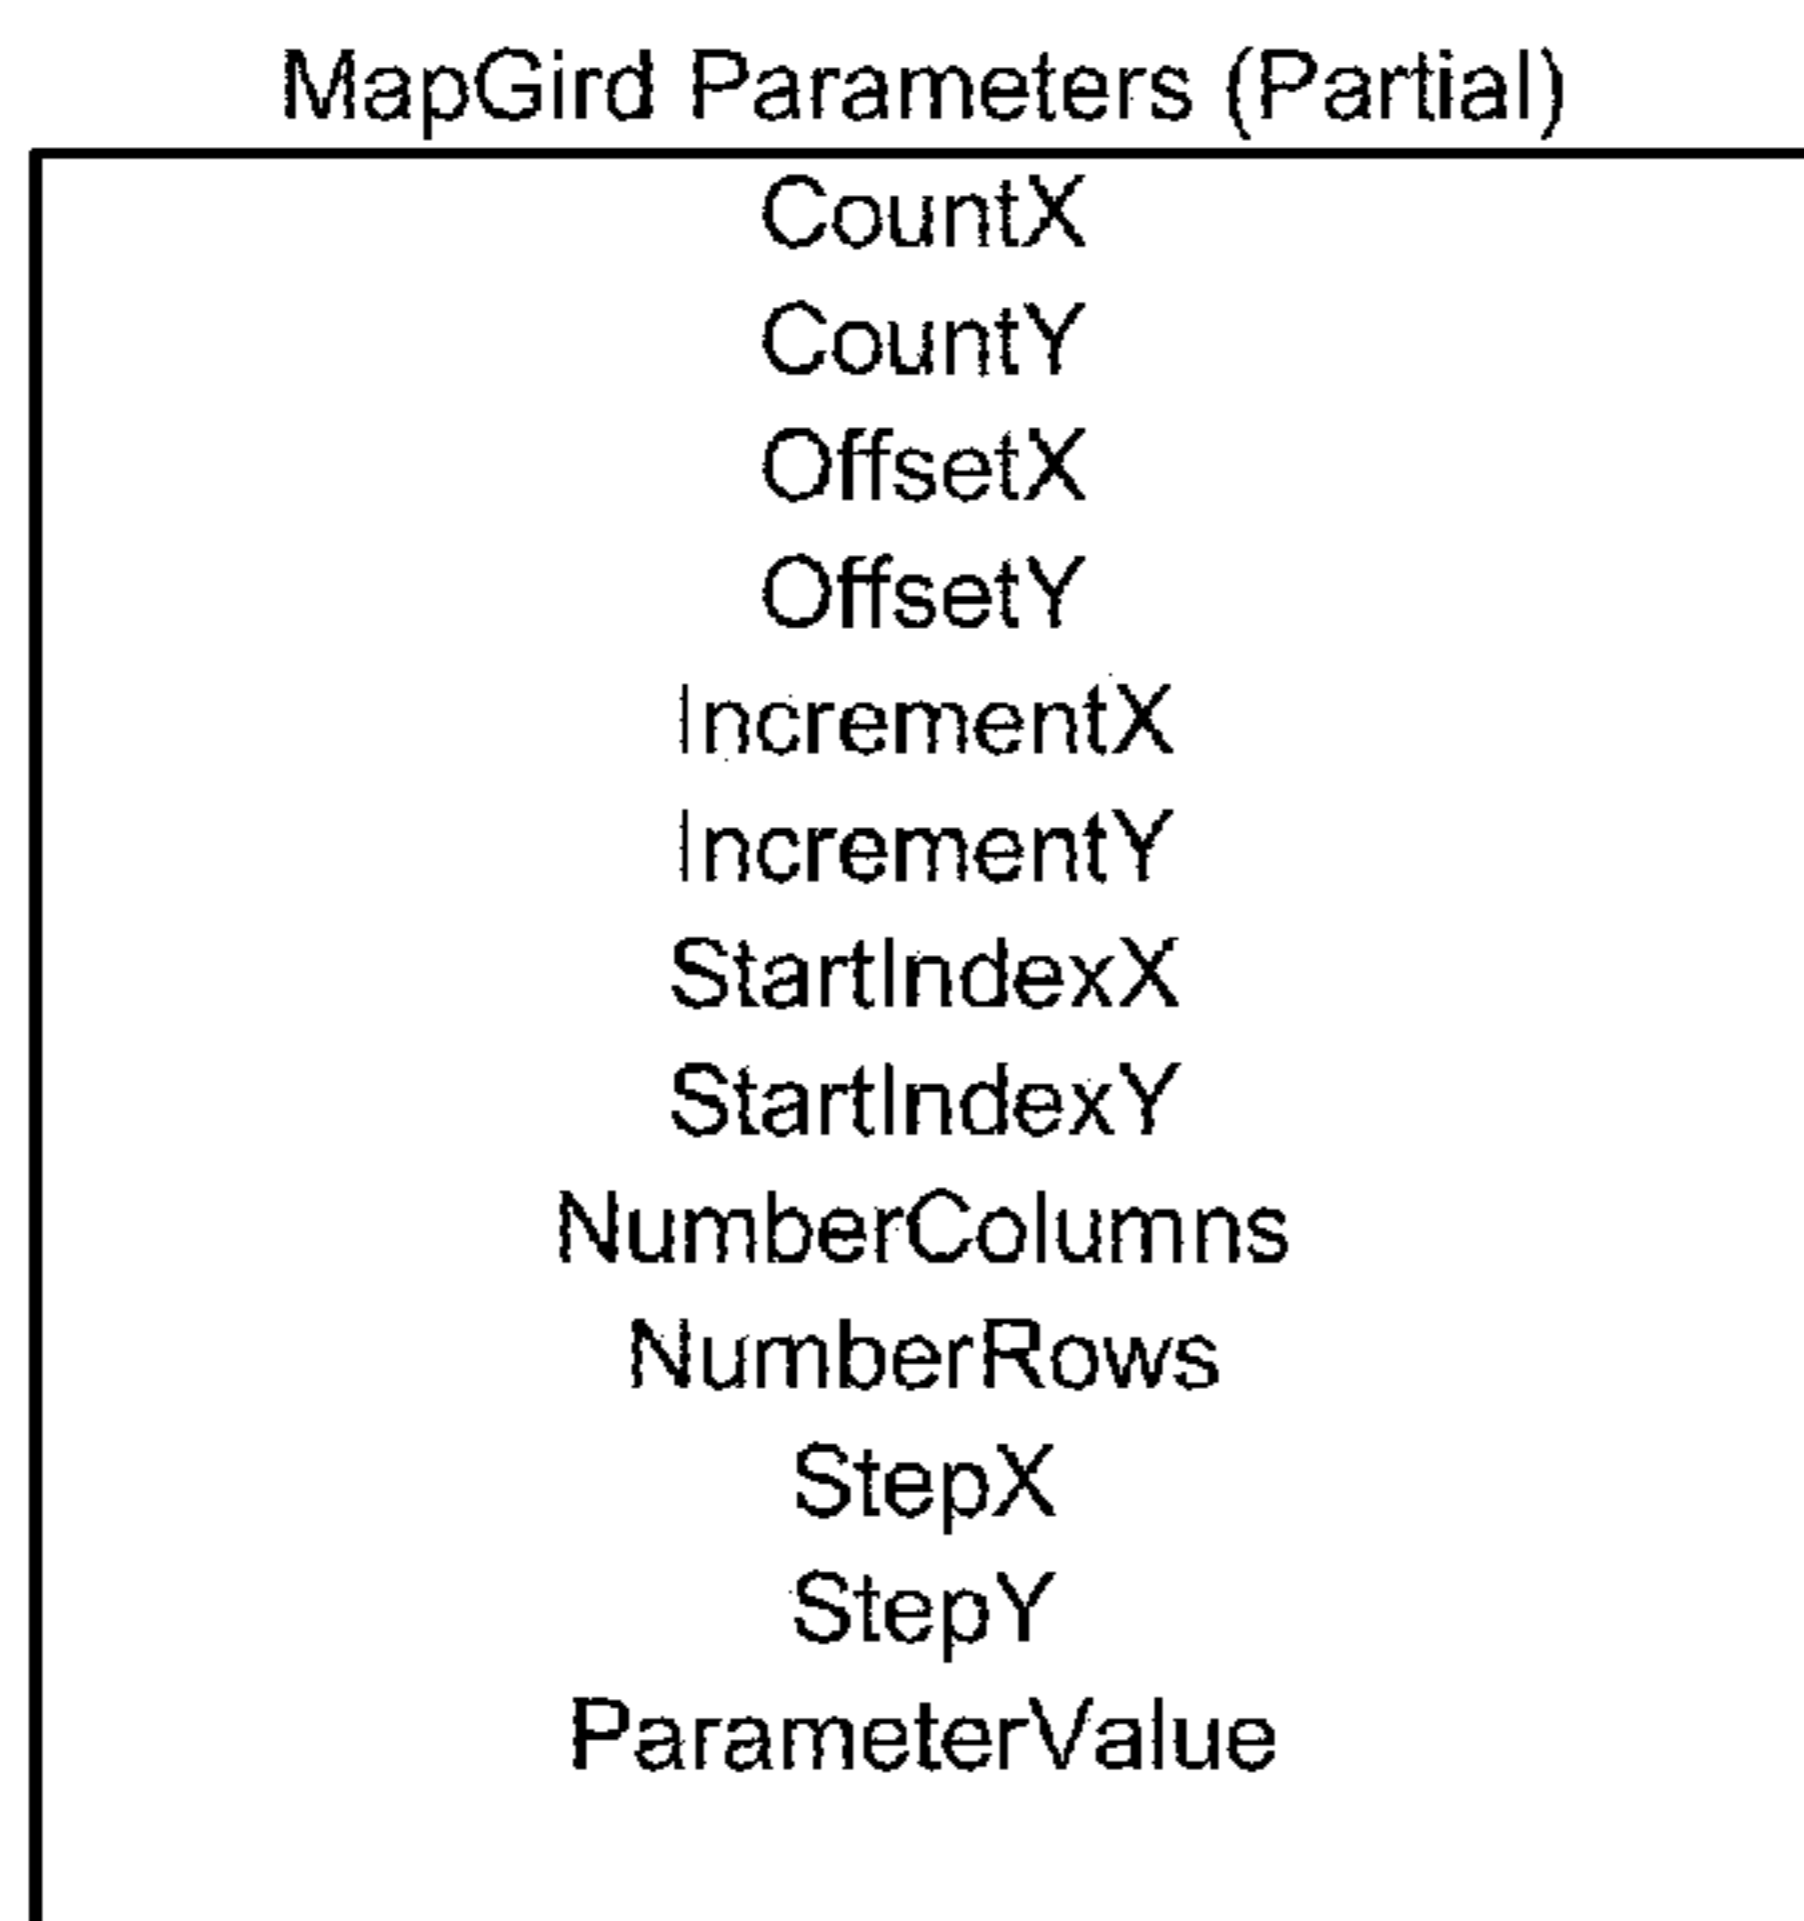 MapGird Parameters (Partial)
CountX
CountY
OffsetX
OffsetY
IncrementX
IncrementY
StartIndexX
StartIndexY
NumberColumns
NumberRows
StepX
StepY
ParameterValue